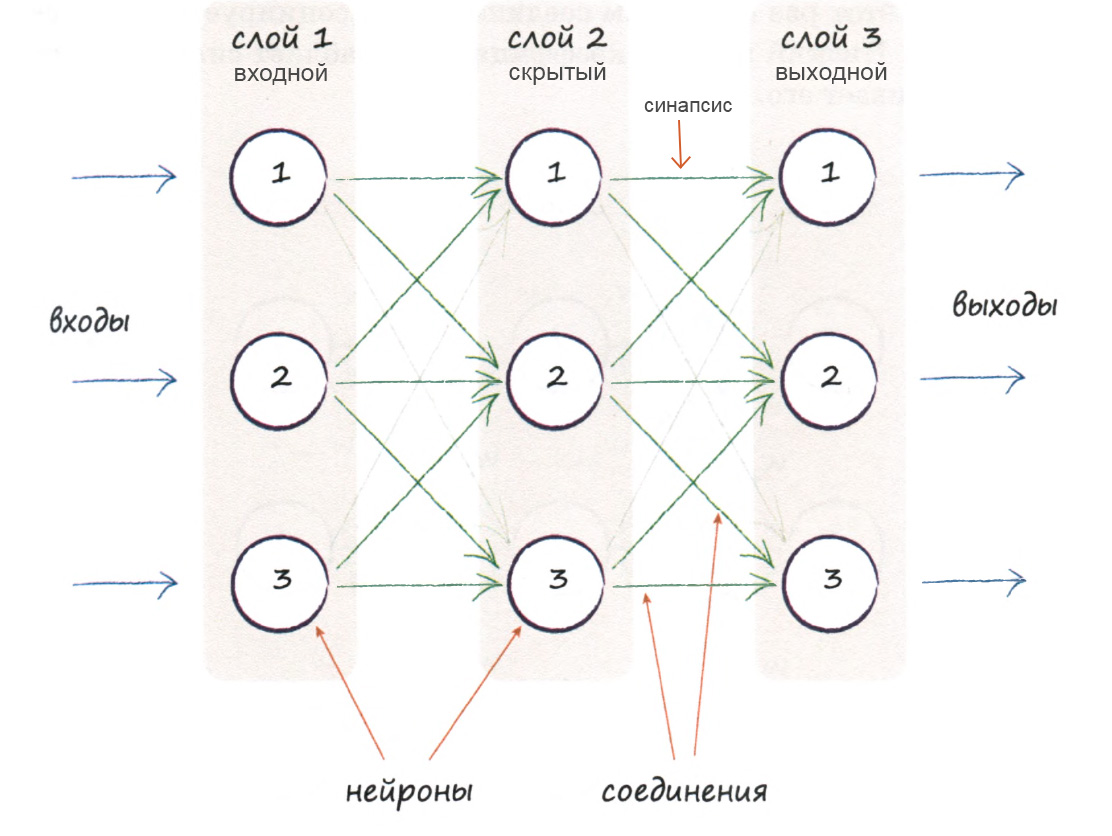 слой 1
входной
слой 2
скрытый
слой 3
выходной
синапсис
1
1
1
входы
выходы
2
2
2
3
3
3
нейроны
соединения